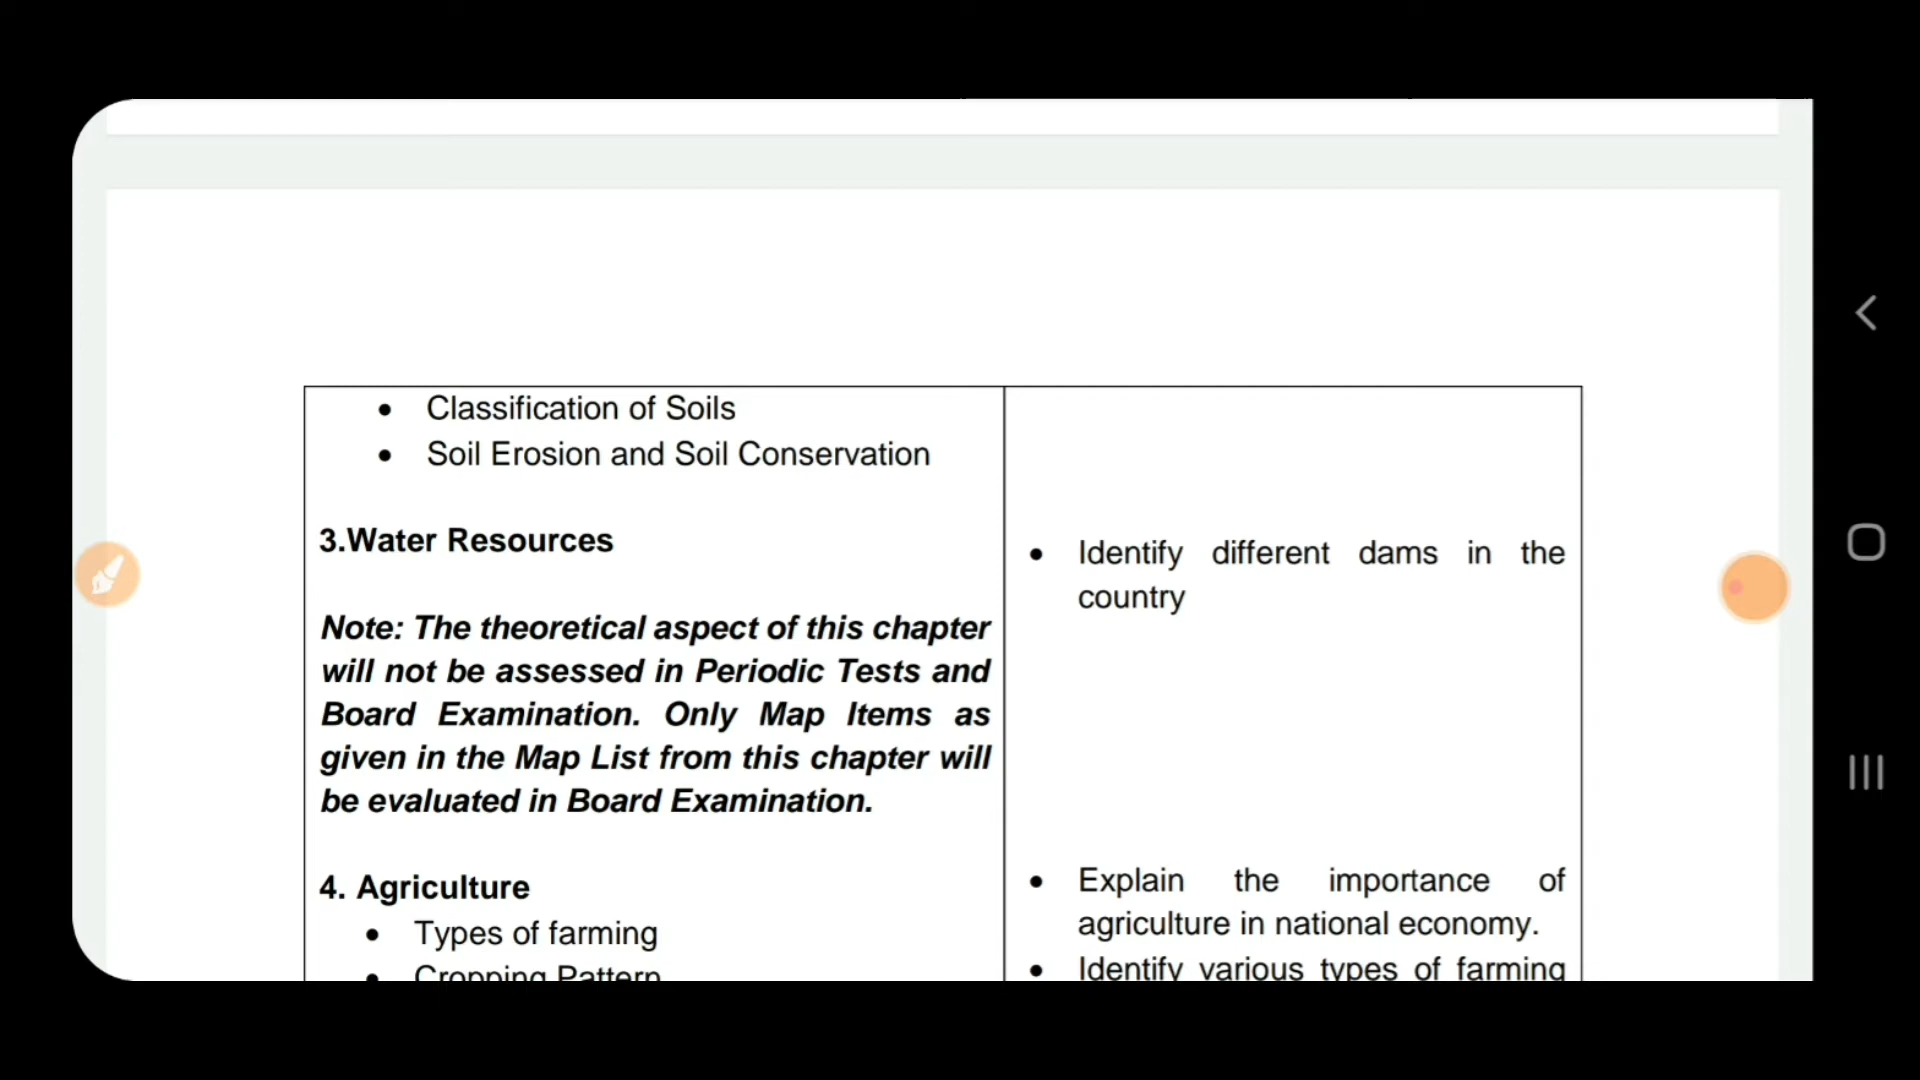 • Classification of Soils
• Soil Erosion and Soil Conservation
3.Water Resources
Note: The theoretical aspect of this chapter
will not be assessed in Periodic Tests and
Board Examination. Only Map Items as
given in the Map List from this chapter will
be evaluated in Board Examination.
4. Agriculture
• Types of farming
• Cropping Pattern
• Identify different dams in the
country
• Explain the importance of
agriculture in national economy.
• Identify various types of farming